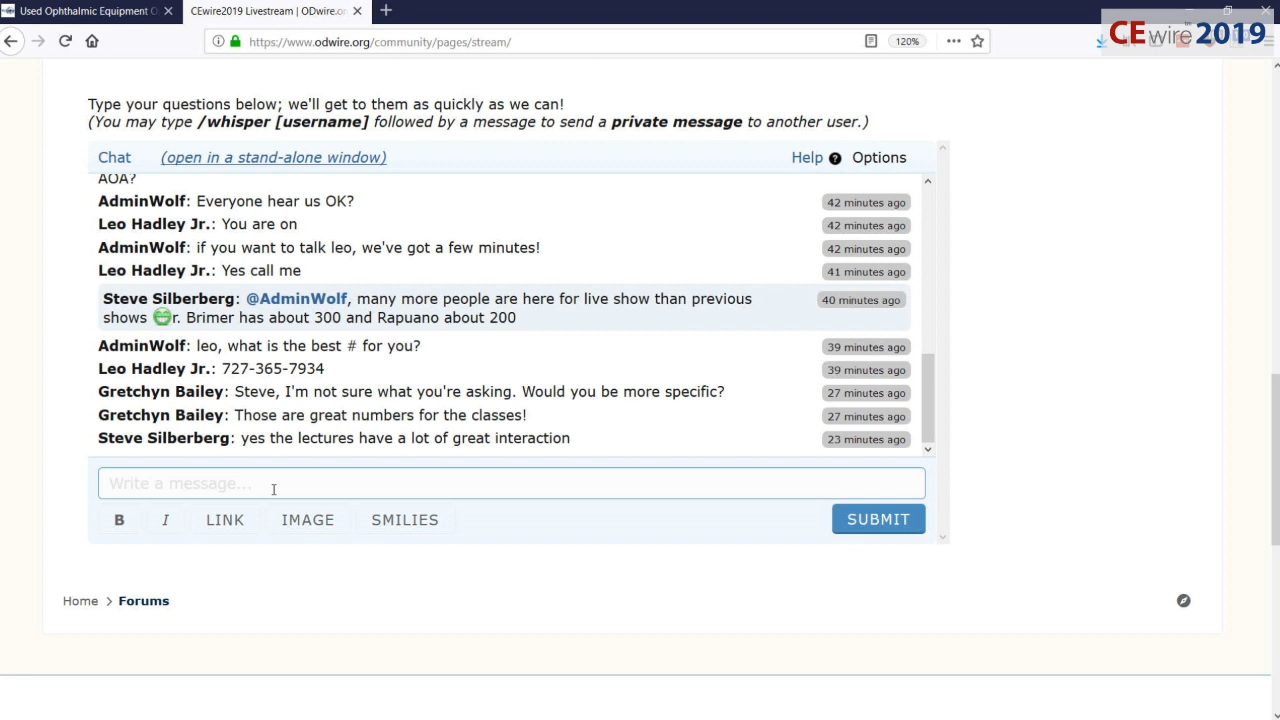 Used Ophthalmic Equipment O
CEwire2019 Livestream | ODwire.or
https://www.odwire.org/community/pages/stream/
120%
CEwire2019
Type your questions below; we'll get to them as quickly as we can!
(You may type /whisper [username] followed by a message to send a private message to another user.)
Chat (open in a stand-alone window) Help Options
AOA?
AdminWolf: Everyone hear us OK? 42 minutes ago
Leo Hadley Jr.: You are on 42 minutes ago
AdminWolf: if you want to talk leo, we've got a few minutes! 42 minutes ago
Leo Hadley Jr.: Yes call me 41 minutes ago
Steve Silberberg: @AdminWolf, many more people are here for live show than previous 40 minutes ago
shows r. Brimer has about 300 and Rapuano about 200
AdminWolf: leo, what is the best # for you? 39 minutes ago
Leo Hadley Jr.: 727-365-7934 39 minutes ago
Gretchyn Bailey: Steve, I'm not sure what you're asking. Would you be more specific? 27 minutes ago
Gretchyn Bailey: Those are great numbers for the classes! 27 minutes ago
Steve Silberberg: yes the lectures have a lot of great interaction 23 minutes ago
Write a message...
B I LINK IMAGE SMILIES SUBMIT
Home > Forums